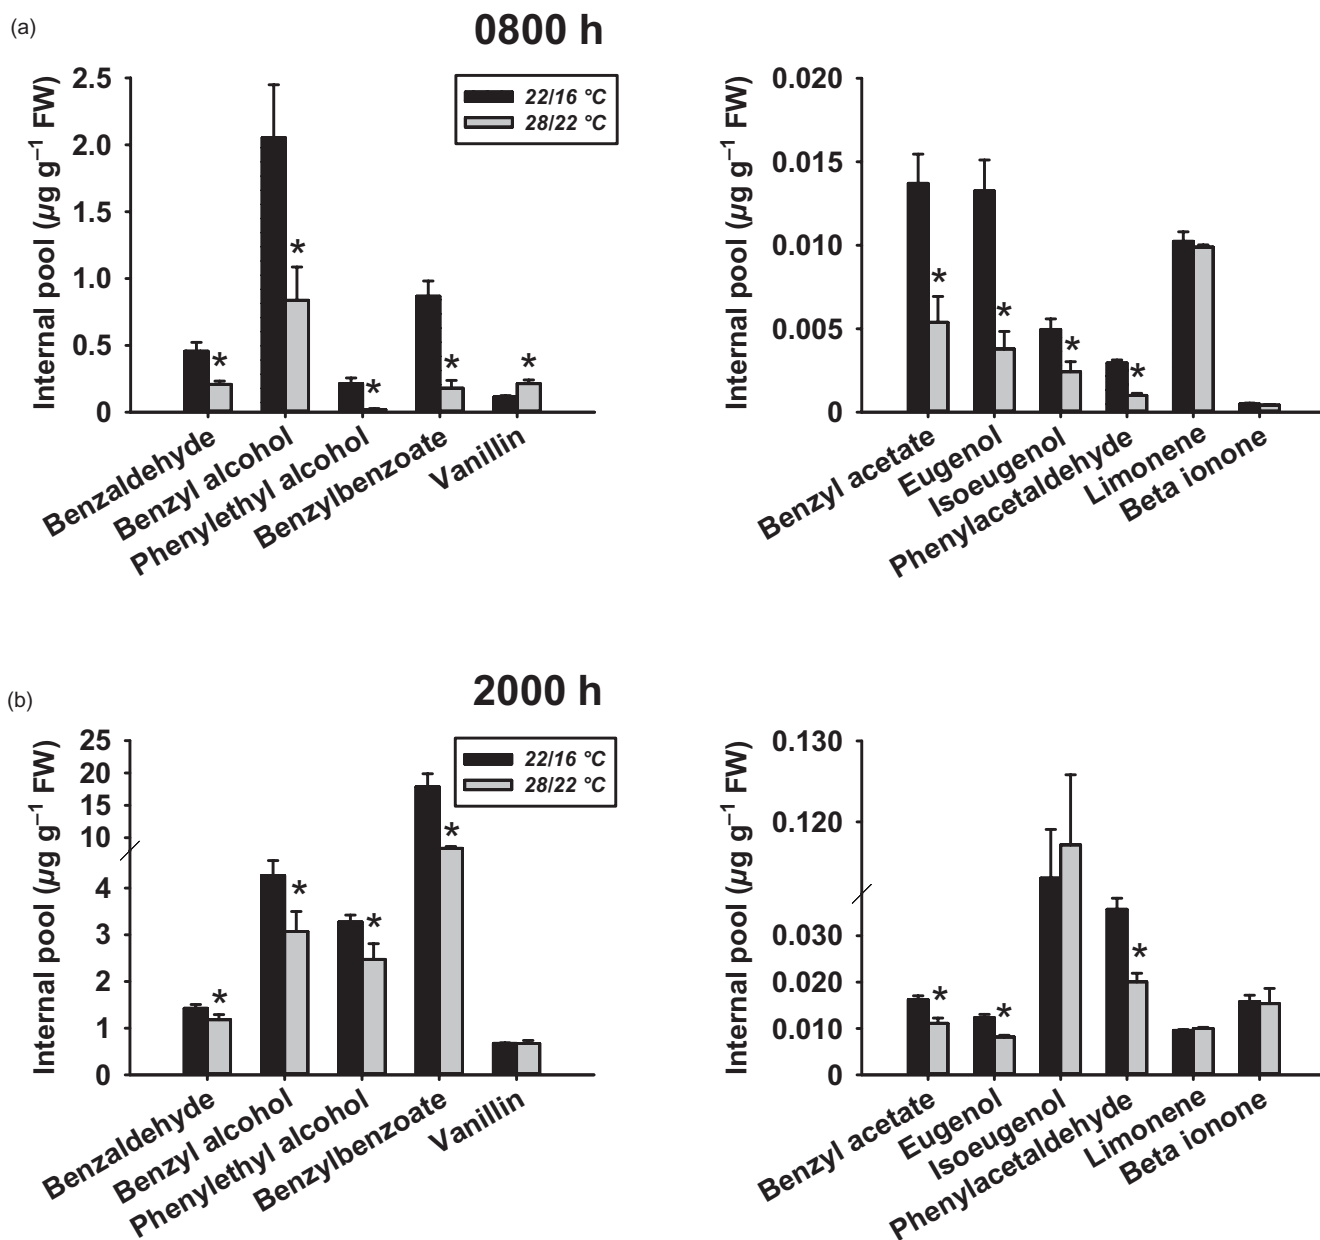 (a)
0800 h
Internal pool (µg g⁻¹ FW)
2.5
2.0
1.5
1.0
0.5
0
22/16 °C
28/22 °C
*
*
*
*
*
Benzaldehyde
Benzyl alcohol
Phenylethyl alcohol
Benzylbenzoate
Vanillin
Internal pool (µg g⁻¹ FW)
0.020
0.015
0.010
0.005
0
*
*
*
*
Benzyl acetate
Eugenol
Isoeugenol
Phenylacetaldehyde
Limonene
Beta ionone
(b)
2000 h
Internal pool (µg g⁻¹ FW)
25
20
15
10
4
3
2
1
0
22/16 °C
28/22 °C
*
*
*
*
Benzaldehyde
Benzyl alcohol
Phenylethyl alcohol
Benzylbenzoate
Vanillin
Internal pool (µg g⁻¹ FW)
0.130
0.120
0.030
0.020
0.010
0
*
*
*
Benzyl acetate
Eugenol
Isoeugenol
Phenylacetaldehyde
Limonene
Beta ionone